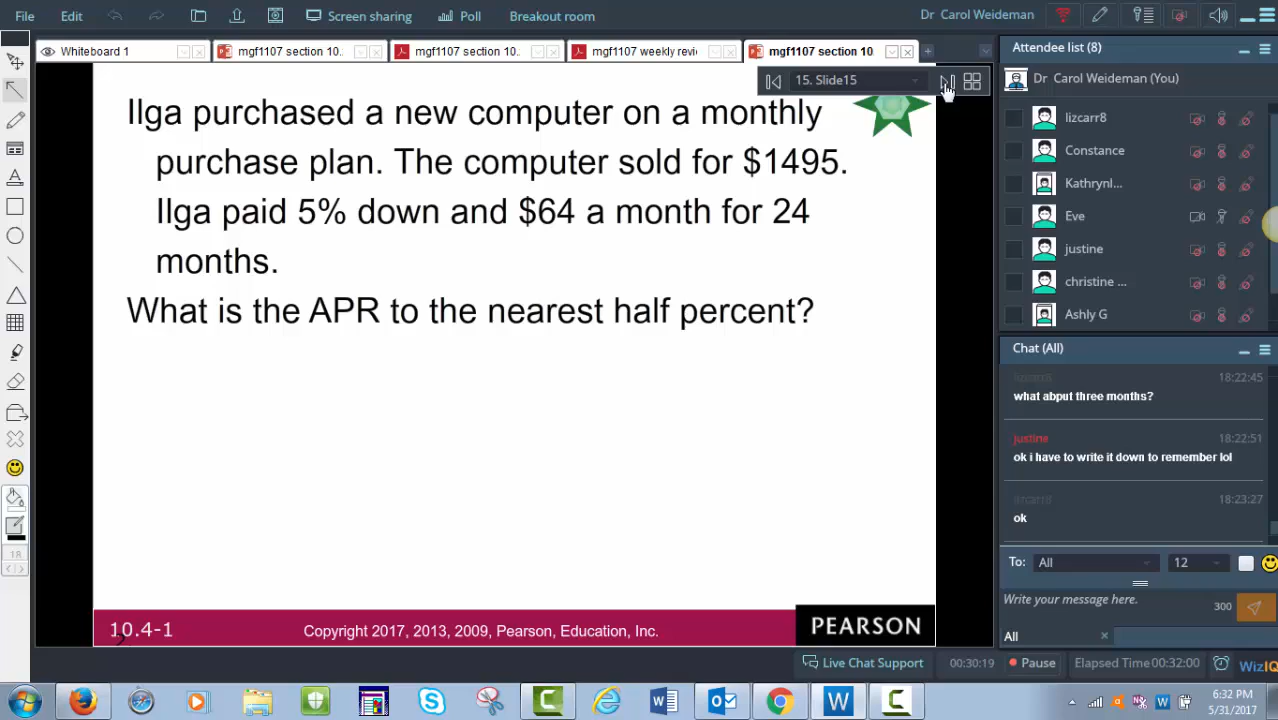 File Edit Screen sharing Poll Breakout room Dr Carol Weideman
Whiteboard 1 mgf1107 section 10.. mgf1107 section 10... mgf1107 weekly revi mgf1107 section 10
15. Slide15
Ilga purchased a new computer on a monthly
purchase plan. The computer sold for $1495.
Ilga paid 5% down and $64 a month for 24
months.
What is the APR to the nearest half percent?
10.4-1
Copyright 2017, 2013, 2009, Pearson, Education, Inc.
PEARSON
18
Attendee list (8)
Dr Carol Weideman (You)
lizcarr8
Constance
Kathrynl...
Eve
justine
christine ...
Ashly G
Chat (All)
lizcarr8 18:22:45
what abput three months?
justine 18:22:51
ok i have to write it down to remember lol
18:23:27
ok
To: All 12
Write your message here. 300
All
Live Chat Support 00:30:19 Pause Elapsed Time 00:32:00 WizIQ
6:32 PM
5/31/2017